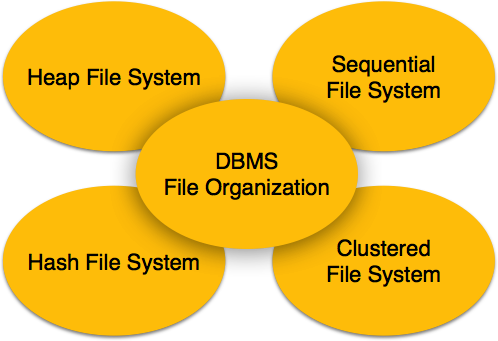 Heap File System
Sequential
File System
DBMS
File Organization
Hash File System
Clustered
File System